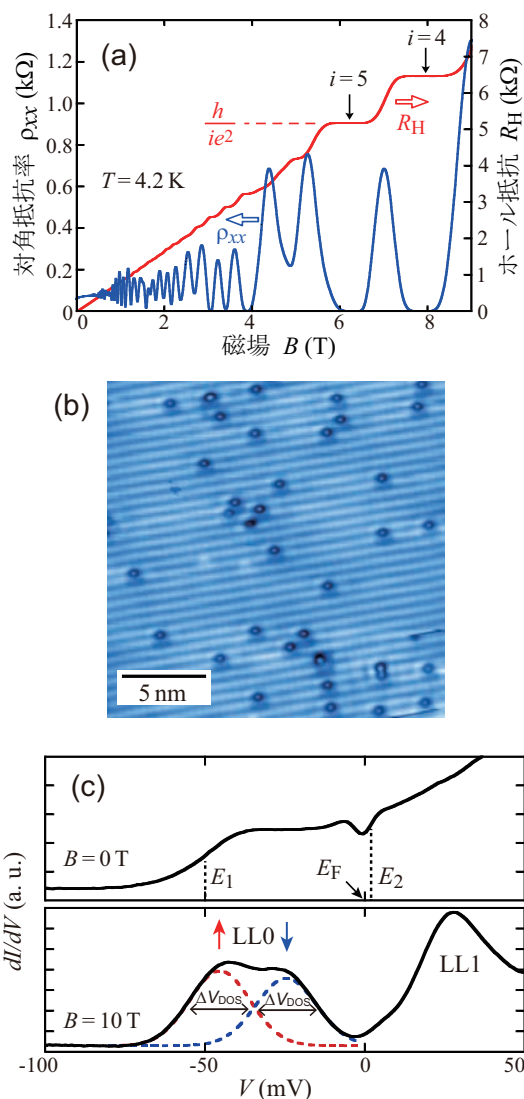 (a)
対角抵抗率 ρxx (kΩ)
1.4
1.2
1.0
0.8
0.6
0.4
0.2
0
h
ie2
T = 4.2 K
i = 5
i = 4
RH
ρxx
8
7
6
5
4
3
2
1
0
ホール抵抗 RH (kΩ)
0
2
4
6
8
磁場 B (T)
(b)
5 nm
(c)
dI/dV (a. u.)
B = 0 T
E1
EF
E2
LL0
LL1
ΔVDOS
ΔVDOS
B = 10 T
-100
-50
0
50
V (mV)